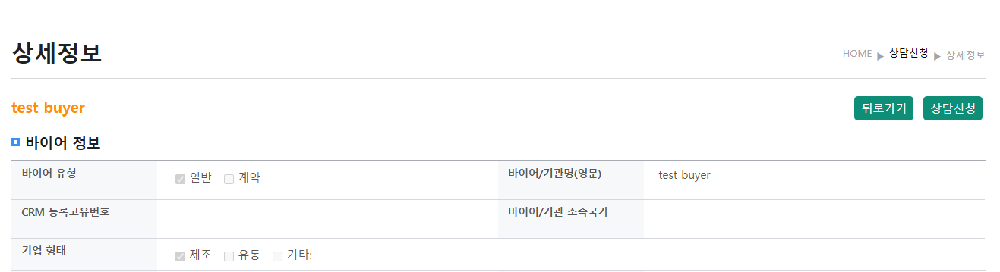 상세정보
HOME ▶ 상담신청 ▶ 상세정보
test buyer
뒤로가기 상담신청
바이어 정보
바이어 유형 일반 계약 바이어/기관명(영문) test buyer
CRM 등록고유번호 바이어/기관 소속국가
기업 형태 제조 유통 기타: